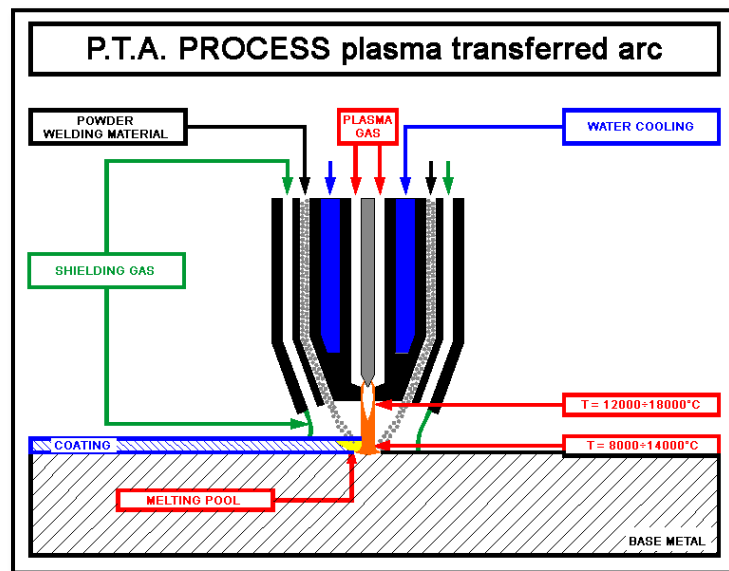 P.T.A. PROCESS plasma transferred arc
POWDER
WELDING MATERIAL
PLASMA
GAS
WATER COOLING
SHIELDING GAS
T = 12000÷18000°C
COATING
T = 8000÷14000°C
MELTING POOL
BASE METAL